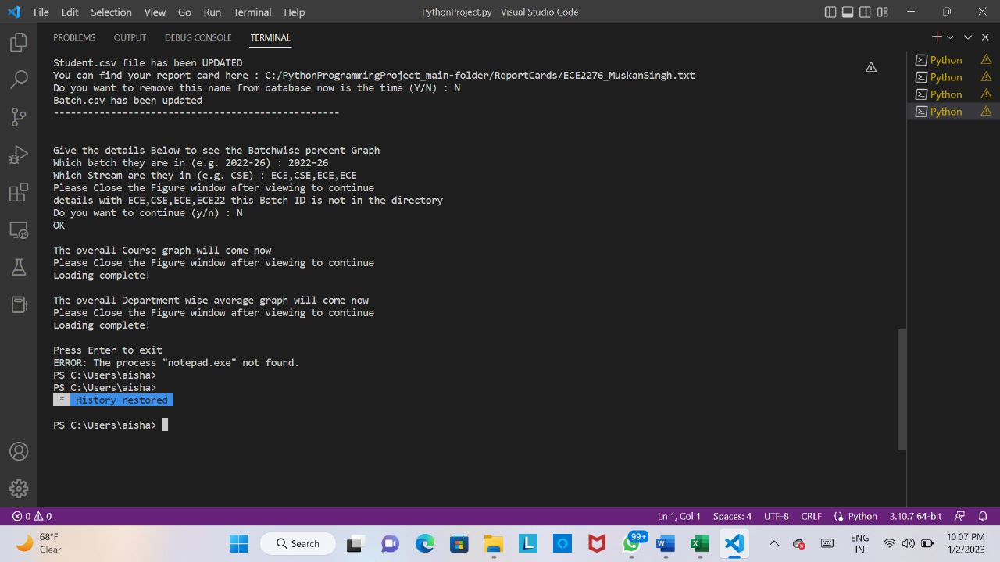 File Edit Selection View Go Run Terminal Help PythonProject.py - Visual Studio Code
PROBLEMS OUTPUT DEBUG CONSOLE TERMINAL
Student.csv file has been UPDATED
You can find your report card here : C:/PythonProgrammingProject_main-folder/ReportCards/ECE2276_MuskanSingh.txt
Do you want to remove this name from database now is the time (Y/N) : N
Batch.csv has been updated
--------------------------------------------------
Give the details Below to see the Batchwise percent Graph
Which batch they are in (e.g. 2022-26) : 2022-26
Which Stream are they in (e.g. CSE) : ECE,CSE,ECE,ECE
Please Close the Figure window after viewing to continue
details with ECE,CSE,ECE,ECE22 this Batch ID is not in the directory
Do you want to continue (y/n) : N
OK
The overall Course graph will come now
Please Close the Figure window after viewing to continue
Loading complete!
The overall Department wise average graph will come now
Please Close the Figure window after viewing to continue
Loading complete!
Press Enter to exit
ERROR: The process "notepad.exe" not found.
PS C:\Users\aisha>
PS C:\Users\aisha>
* History restored
PS C:\Users\aisha>
Python
Python
Python
Python
0 0 Ln 1, Col 1 Spaces: 4 UTF-8 CRLF Python 3.10.7 64-bit
68°F
Clear
Search
L
O
99+
W
X
ENG
IN
10:07 PM
1/2/2023